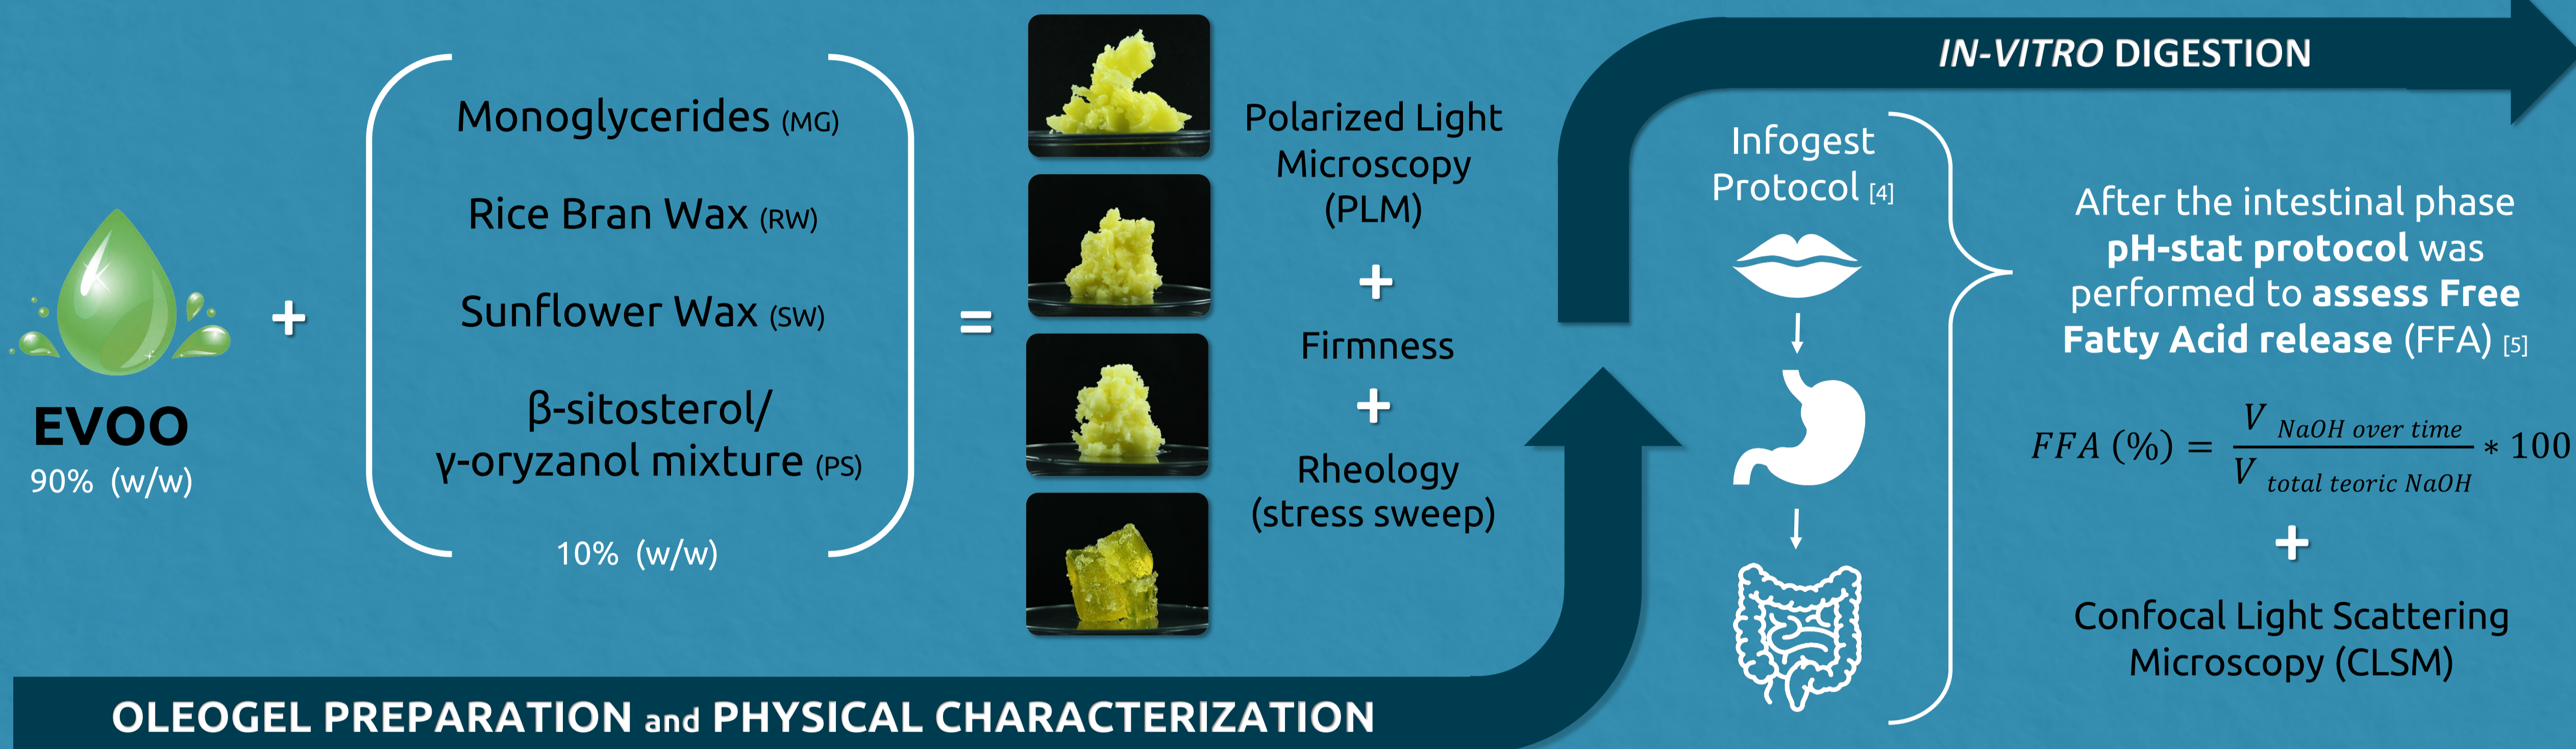 EVOO
90% (w/w)
+
Monoglycerides (MG)
Rice Bran Wax (RW)
Sunflower Wax (SW)
β-sitosterol/
γ-oryzanol mixture (PS)
10% (w/w)
=
Polarized Light
Microscopy
(PLM)
+
Firmness
+
Rheology
(stress sweep)
OLEOGEL PREPARATION and PHYSICAL CHARACTERIZATION
IN-VITRO DIGESTION
Infogest
Protocol [4]
After the intestinal phase
pH-stat protocol was
performed to assess Free
Fatty Acid release (FFA) [5]
FFA (%) = V NaOH over time / V total teoric NaOH * 100
+
Confocal Light Scattering
Microscopy (CLSM)